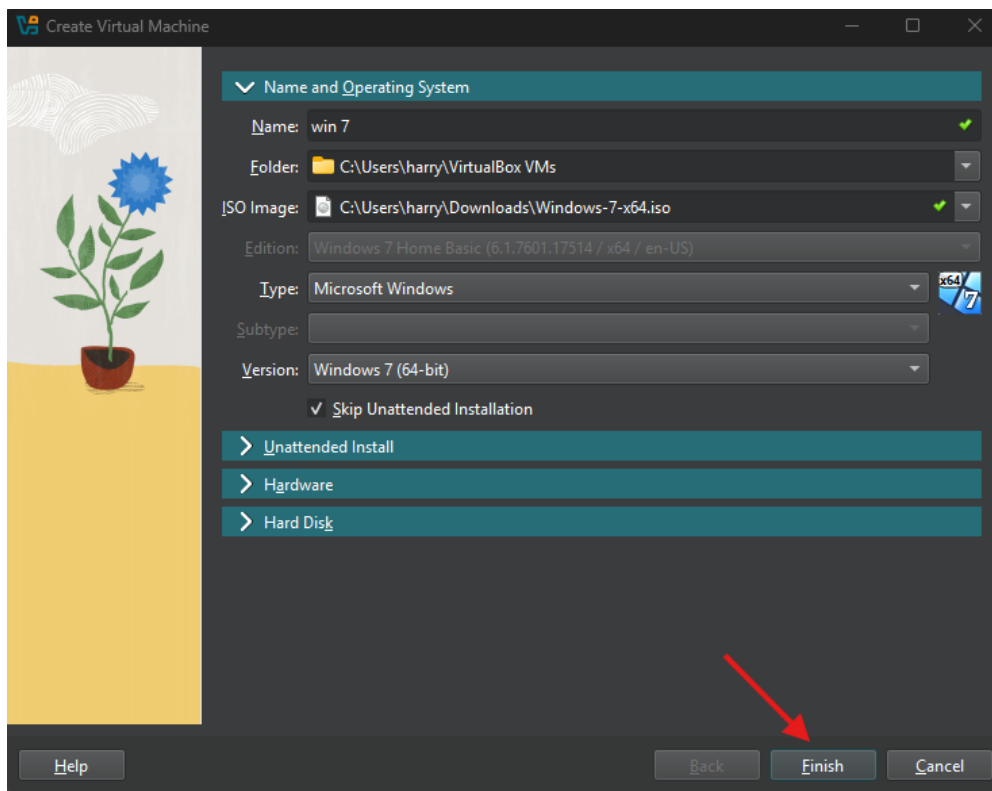 Create Virtual Machine
Name and Operating System
Name: win 7
Folder: C:\Users\harry\VirtualBox VMs
ISO Image: C:\Users\harry\Downloads\Windows-7-x64.iso
Edition: Windows 7 Home Basic (6.1.7601.17514 / x64 / en-US)
Type: Microsoft Windows
x64
7
Subtype:
Version: Windows 7 (64-bit)
Skip Unattended Installation
Unattended Install
Hardware
Hard Disk
Help Back Finish Cancel